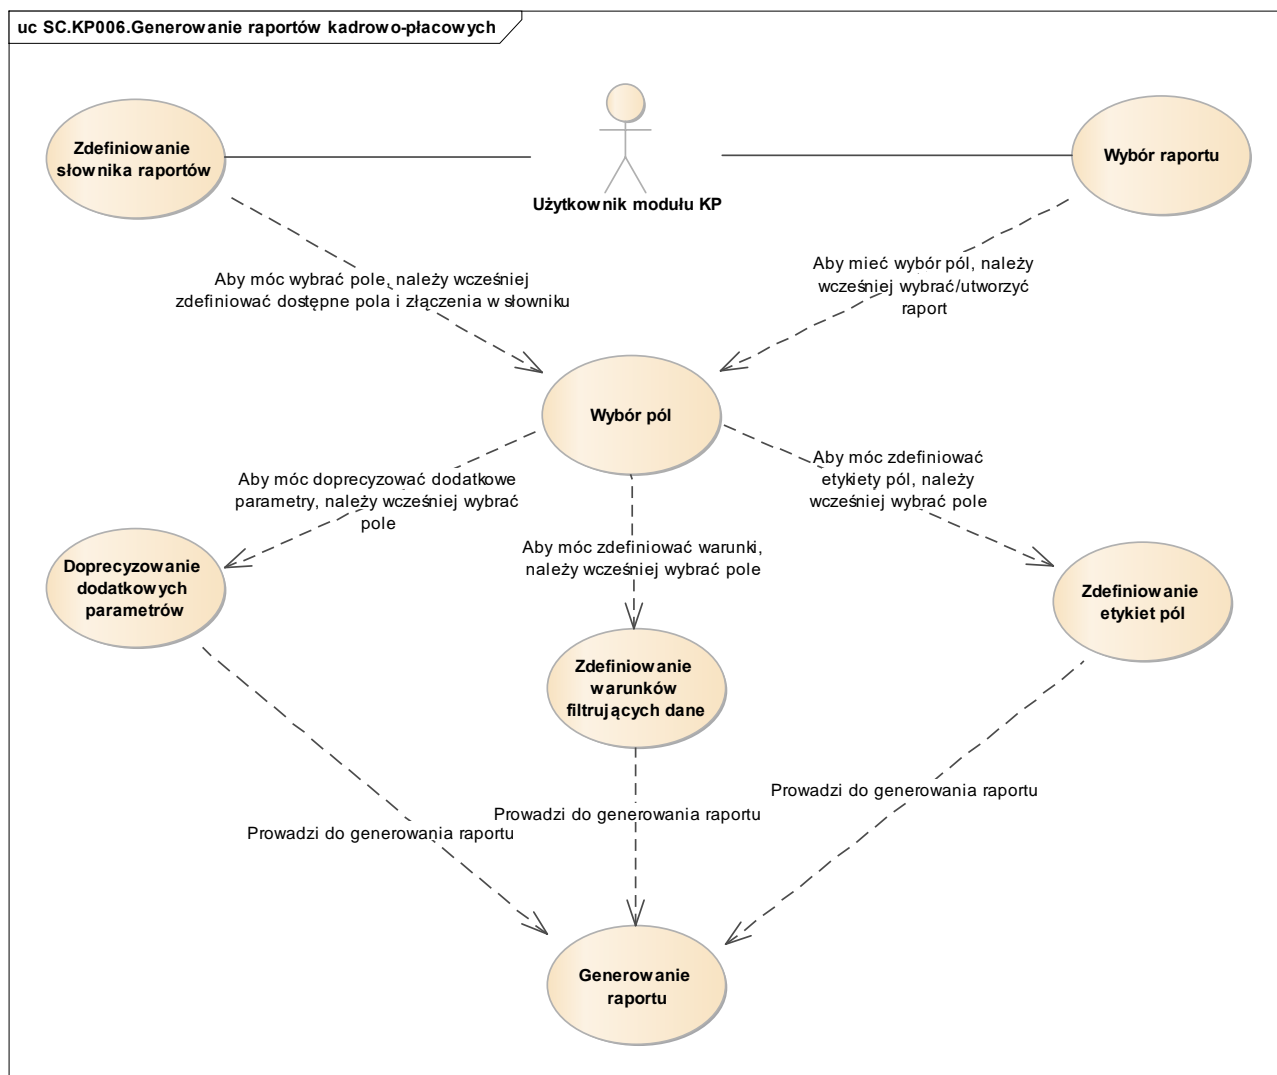 uc SC.KP006.Generowanie raportów kadrowo-płacowych
Zdefiniowanie
słownika raportów
Użytkownik modułu KP
Wybór raportu
Aby móc wybrać pole, należy wcześniej
zdefiniować dostępne pola i złączenia w słowniku
Aby mieć wybór pól, należy
wcześniej wybrać/utworzyć
raport
Wybór pól
Aby móc doprecyzować dodatkowe
parametry, należy wcześniej wybrać
pole
Aby móc zdefiniować warunki,
należy wcześniej wybrać pole
Aby móc zdefiniować
etykiety pól, należy
wcześniej wybrać pole
Doprecyzowanie
dodatkowych
parametrów
Zdefiniowanie
warunków
filtrujących dane
Zdefiniowanie
etykiet pól
Prowadzi do generowania raportu
Prowadzi do generowania raportu
Prowadzi do generowania raportu
Generowanie
raportu